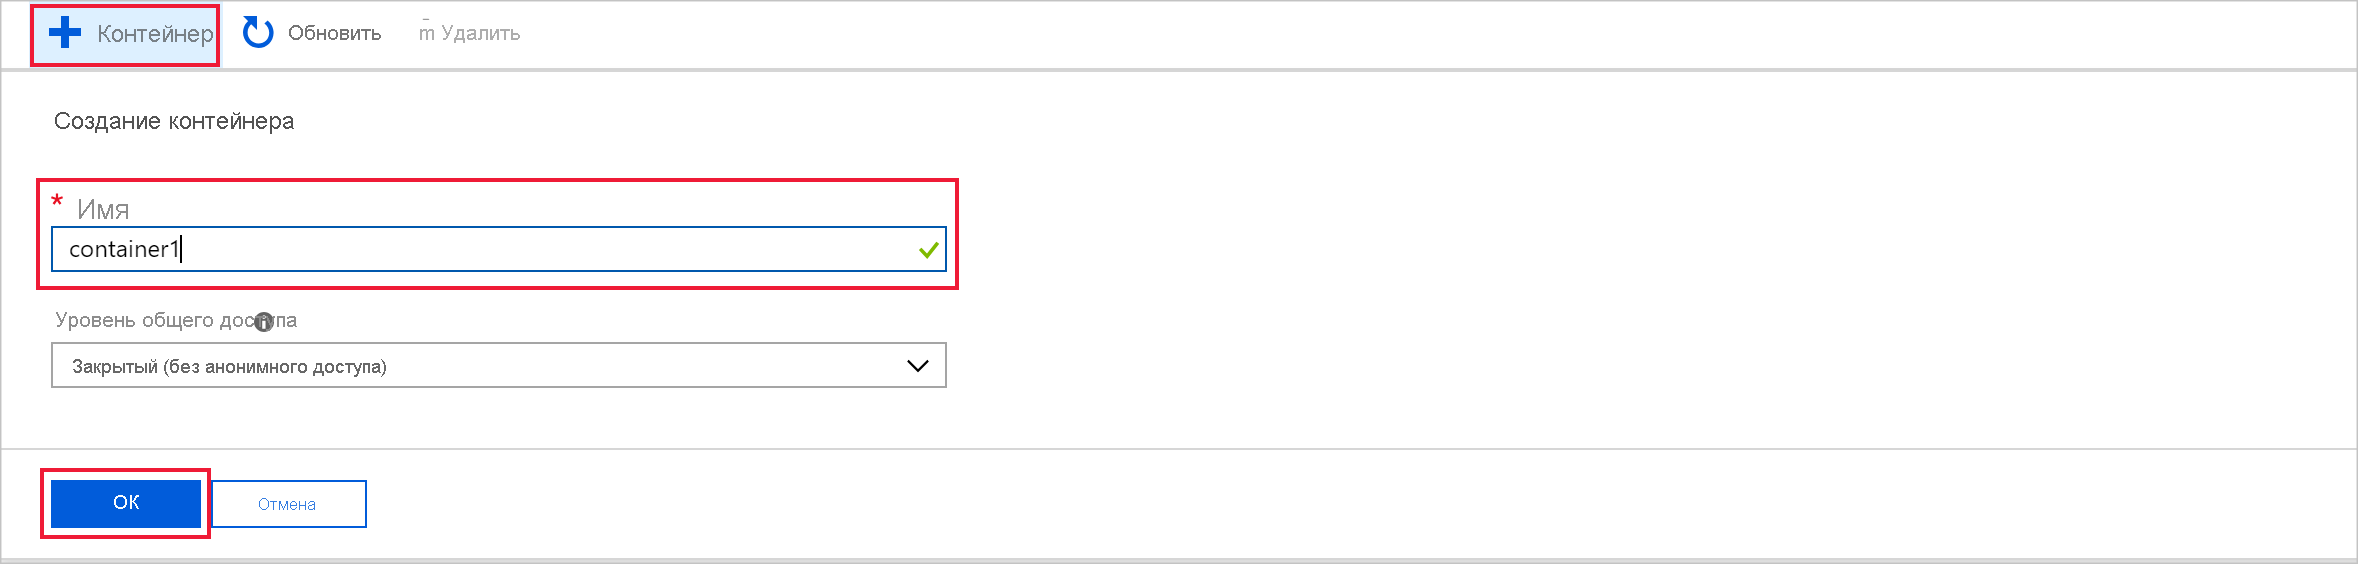 Контейнер Обновить Удалить
Создание контейнера
* Имя
container1
Уровень общего доступа
Закрытый (без анонимного доступа)
ОК Отмена